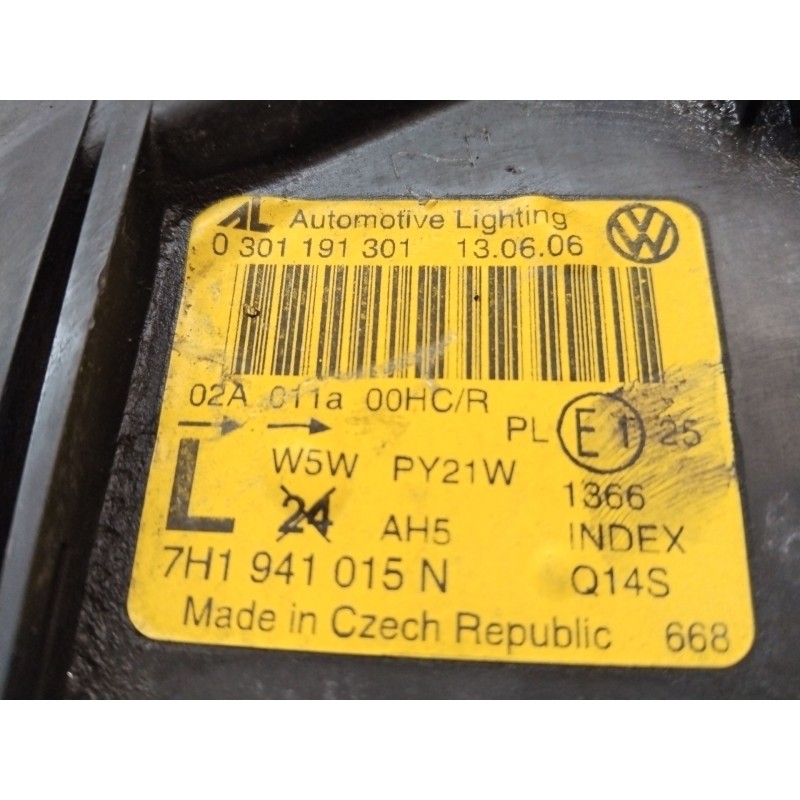 AL Automotive Lighting
0 301 191 301 13.06.06
02A 011a 00HC/R
PL E1 25
L W5W PY21W 1366
24 AH5 INDEX
7H1 941 015 N Q14S
Made in Czech Republic 668